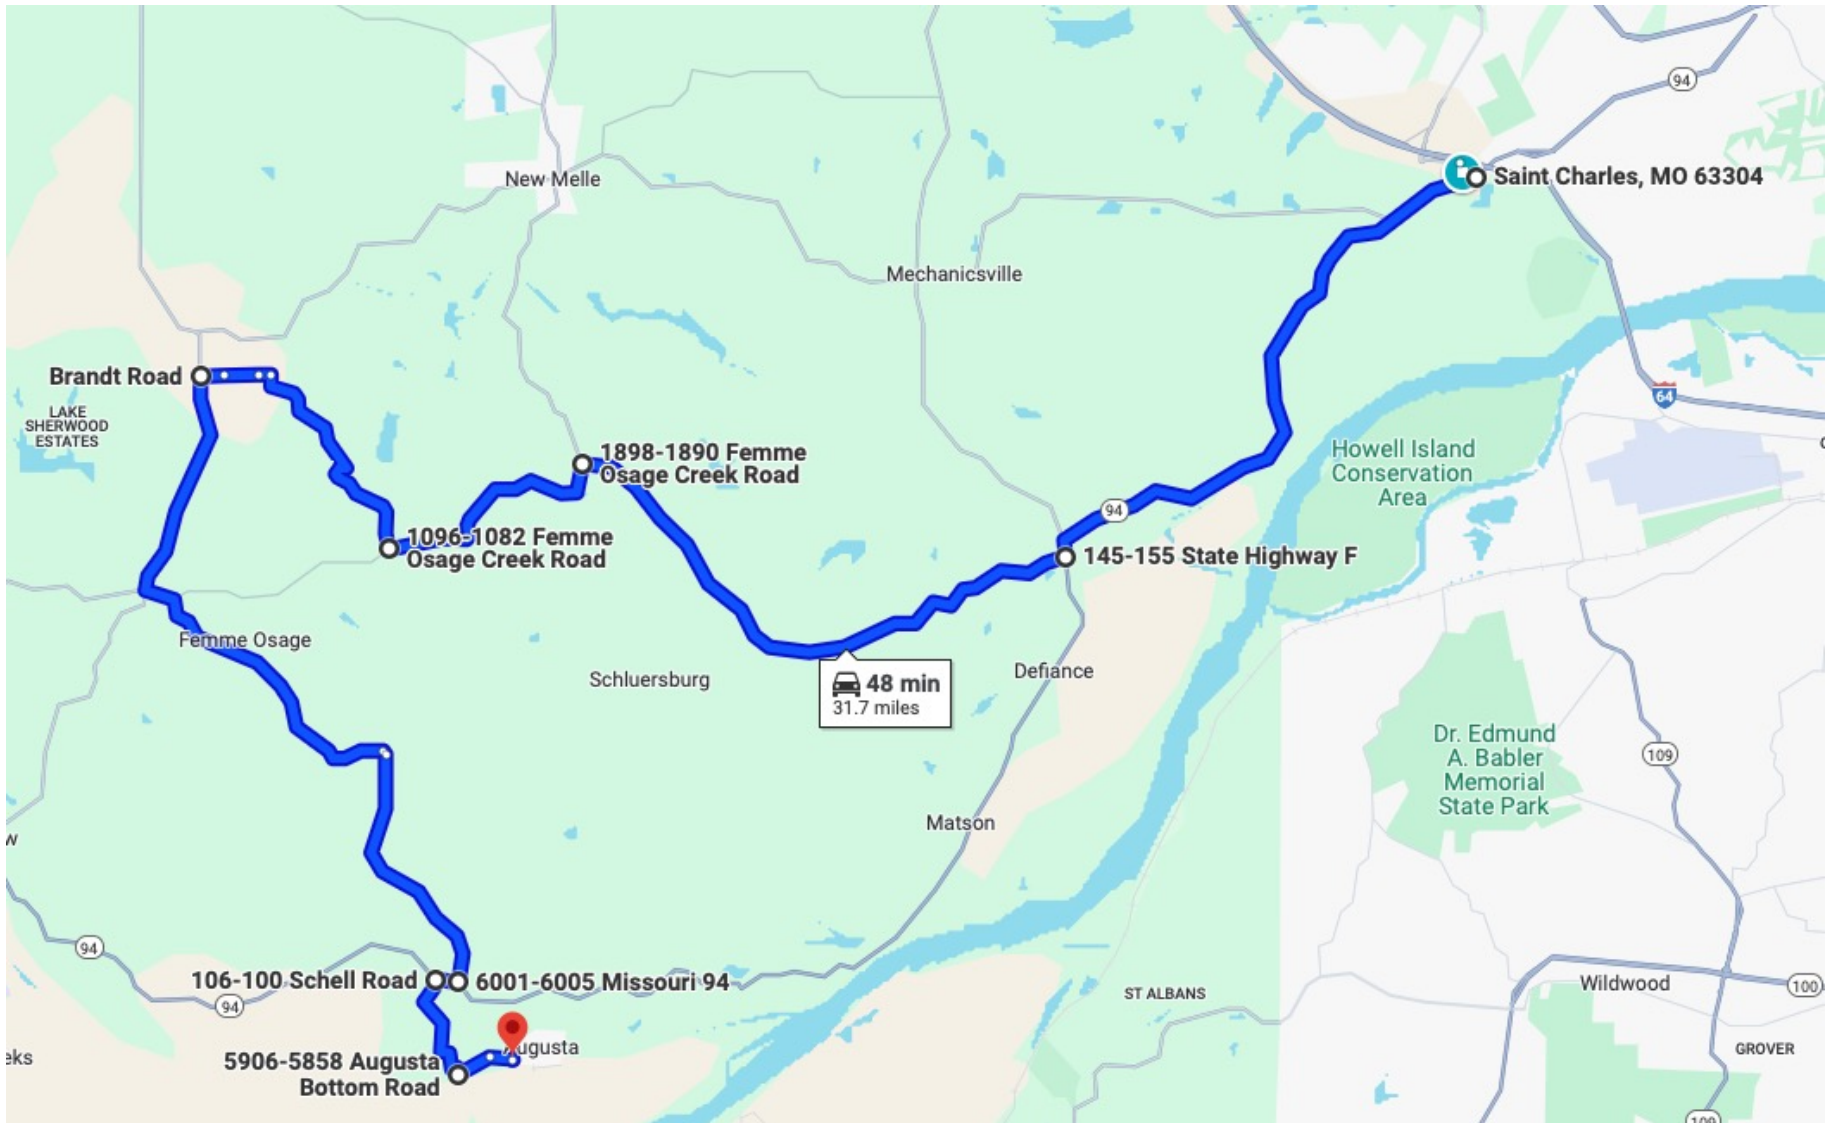 94
Saint Charles, MO 63304
New Melle
Mechanicsville
Brandt Road
LAKE
SHERWOOD
ESTATES
64
1898-1890 Femme
Osage Creek Road
Howell Island
Conservation
Area
94
1096-1082 Femme
Osage Creek Road
145-155 State Highway F
Femme Osage
Schluersburg
Defiance
48 min
31.7 miles
Dr. Edmund
A. Babler
Memorial
State Park
109
Matson
w
94
106-100 Schell Road
6001-6005 Missouri 94
94
ST ALBANS
Wildwood
100
Augusta
eks
5906-5858 Augusta
Bottom Road
GROVER
109